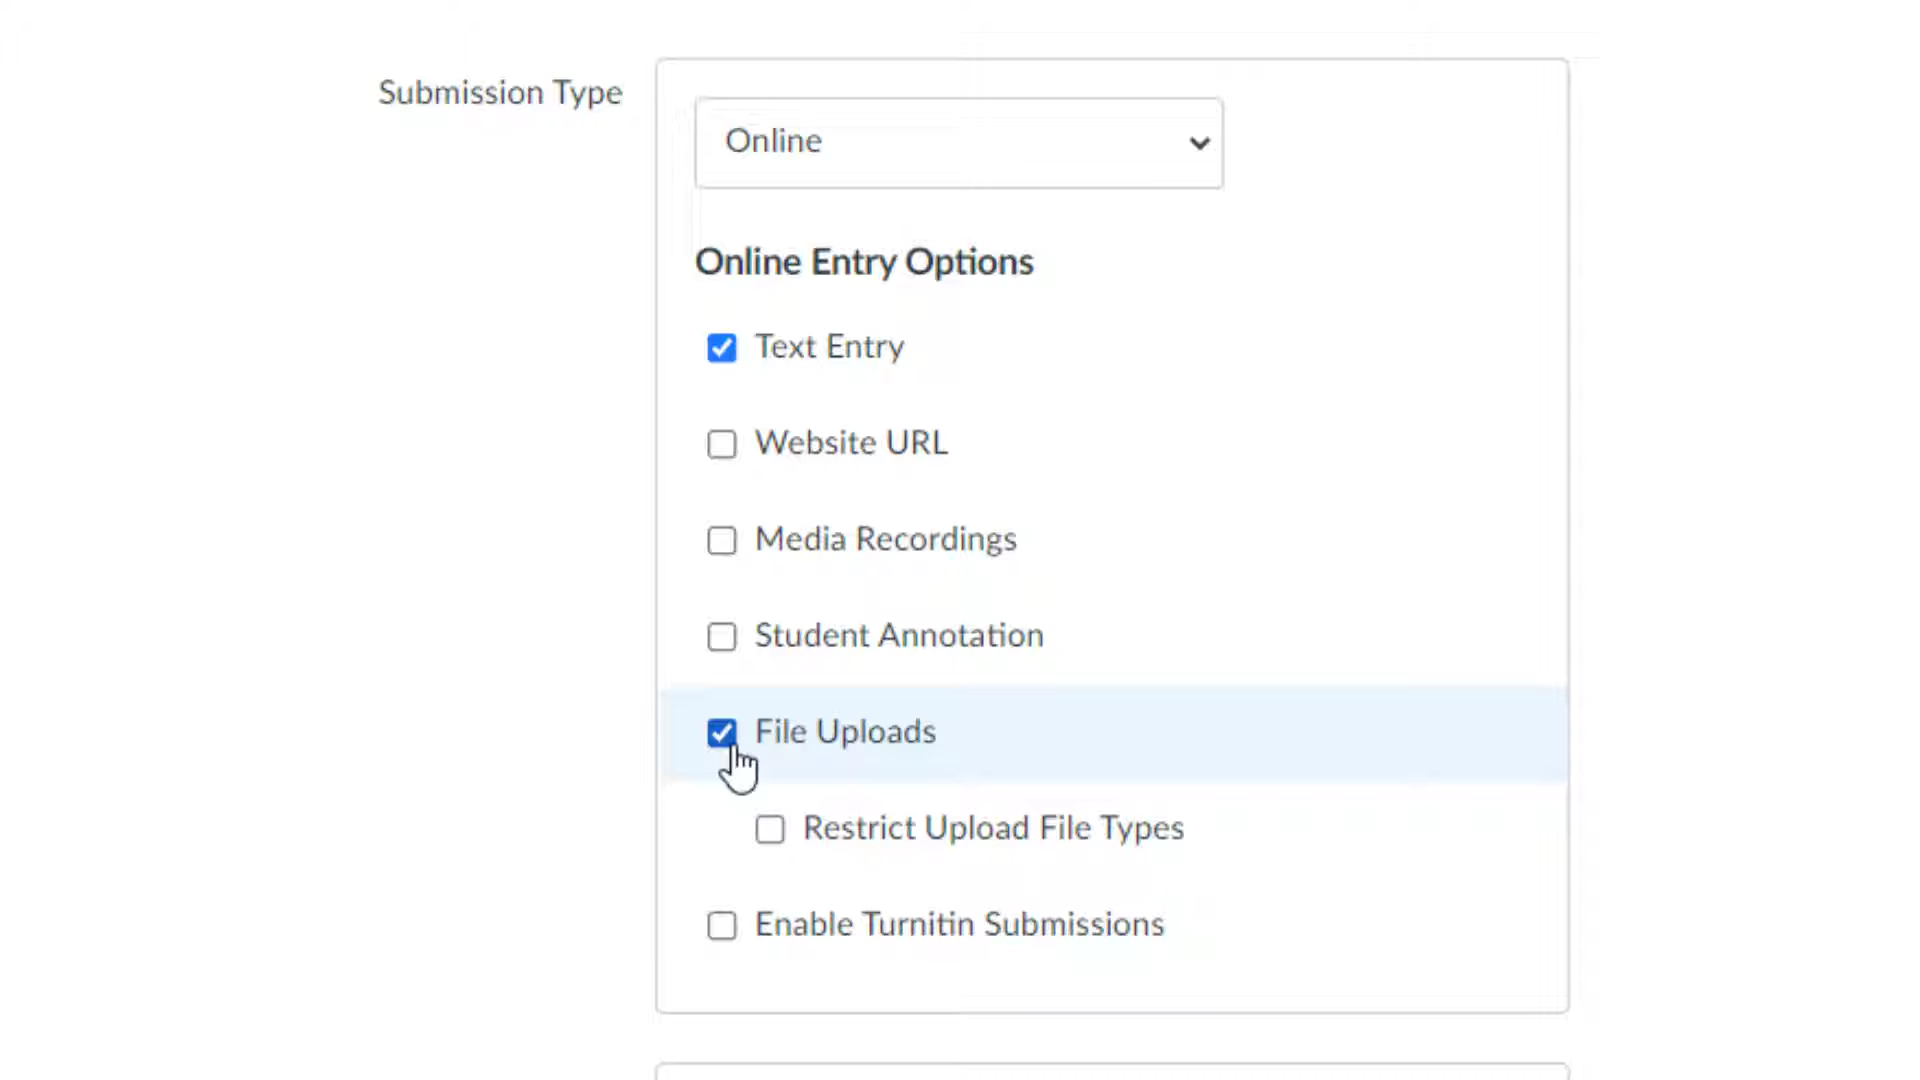 Submission Type
Online
Online Entry Options
Text Entry
Website URL
Media Recordings
Student Annotation
File Uploads
Restrict Upload File Types
Enable Turnitin Submissions